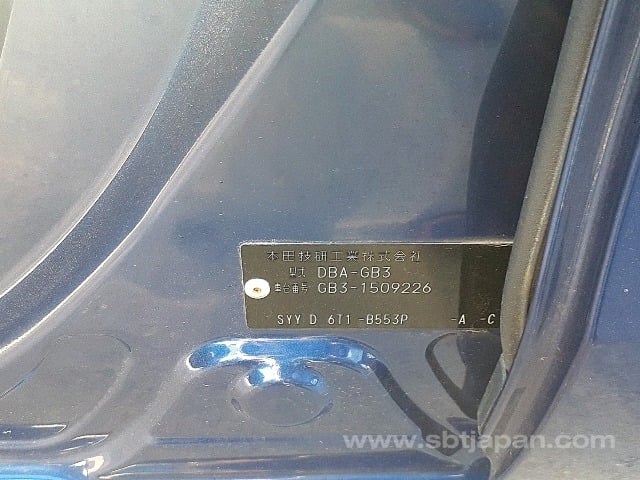 本田技研工業株式会社
型式 DBA-GB3
車台番号 GB3-1509226
SYY D 6T1 -B553P -A -C
www.sbtjapan.com